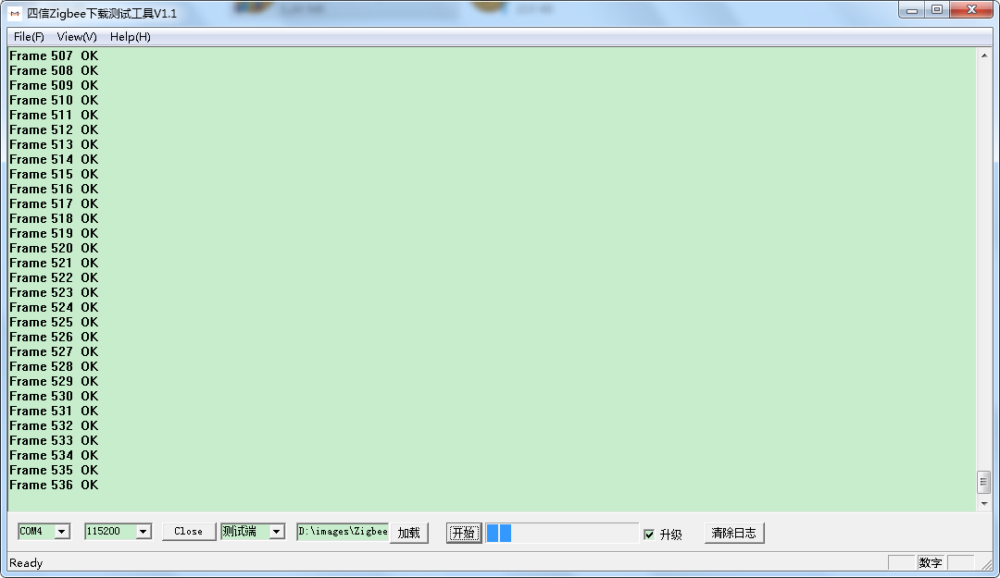 四信Zigbee下载测试工具V1.1
File(F) View(V) Help(H)
Frame 507 OK
Frame 508 OK
Frame 509 OK
Frame 510 OK
Frame 511 OK
Frame 512 OK
Frame 513 OK
Frame 514 OK
Frame 515 OK
Frame 516 OK
Frame 517 OK
Frame 518 OK
Frame 519 OK
Frame 520 OK
Frame 521 OK
Frame 522 OK
Frame 523 OK
Frame 524 OK
Frame 525 OK
Frame 526 OK
Frame 527 OK
Frame 528 OK
Frame 529 OK
Frame 530 OK
Frame 531 OK
Frame 532 OK
Frame 533 OK
Frame 534 OK
Frame 535 OK
Frame 536 OK
COM4 115200 Close 测试端 D:\images\Zigbee 加载 开始 升级 清除日志
Ready 数字